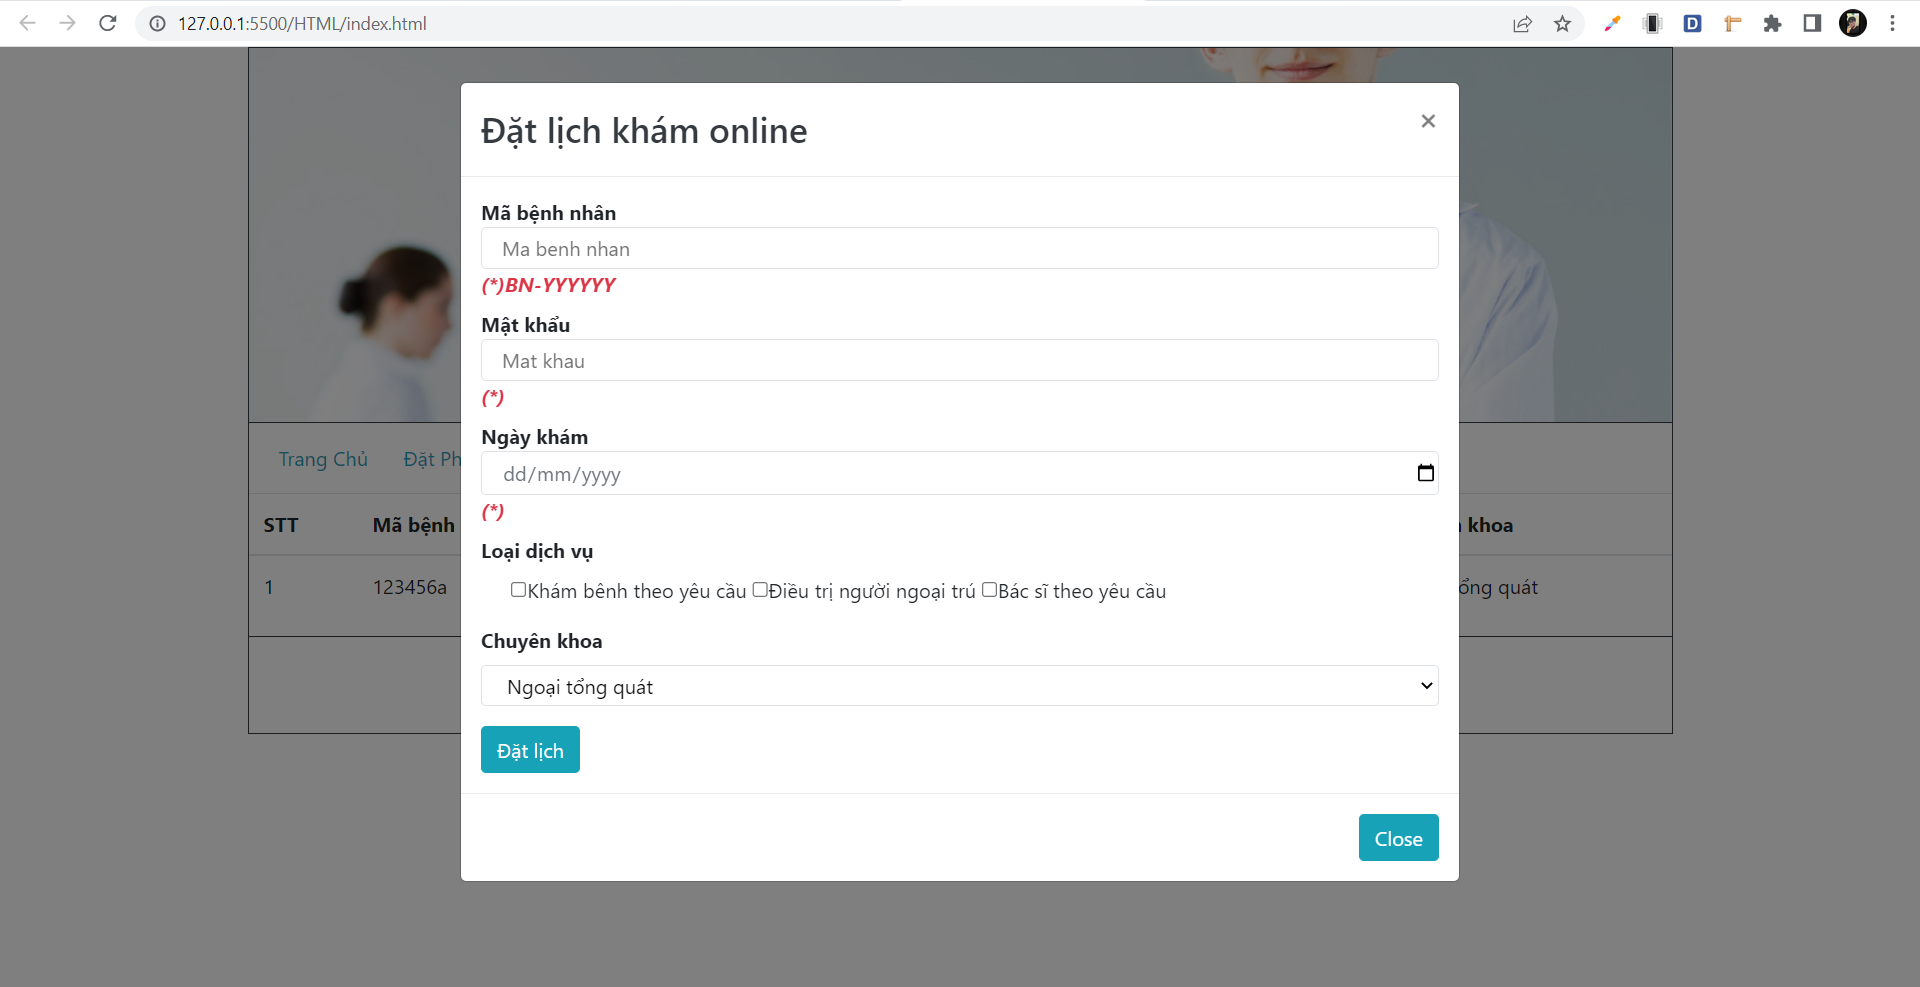 127.0.0.1:5500/HTML/index.html
D
Đặt lịch khám online
×
Mã bệnh nhân
Ma benh nhan
(*)BN-YYYYYY
Mật khẩu
Mat khau
(*)
Ngày khám
dd/mm/yyyy
(*)
Loại dịch vụ
Khám bênh theo yêu cầu Điều trị người ngoại trú Bác sĩ theo yêu cầu
Chuyên khoa
Ngoại tổng quát
Đặt lịch
Close
Trang Chủ Đặt Ph
STT Mã bệnh khoa
1 123456a ổng quát